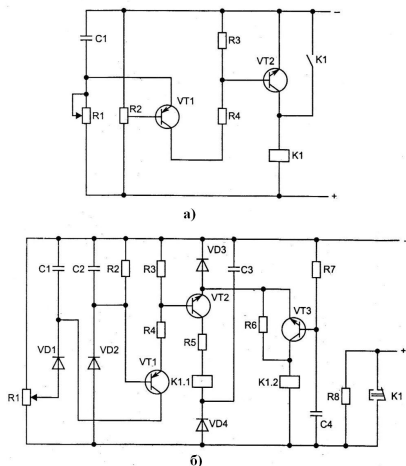 −
C1
R3
VT2
K1
VT1
R1
R2
R4
K1
+
а)
-
VD3
C1
C2
R2
R3
C3
R7
VT2
VT3
R4
R6
VD1
VD2
VT1
R5
+
R1
K1.1
K1.2
R8
K1
VD4
C4
б)